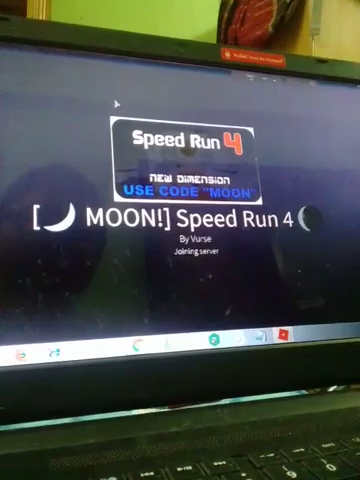 Speed Run 4
NEW DIMENSION
USE CODE "MOON"
[🌙 MOON!] Speed Run 4 🌘
By Vurse
Joining server